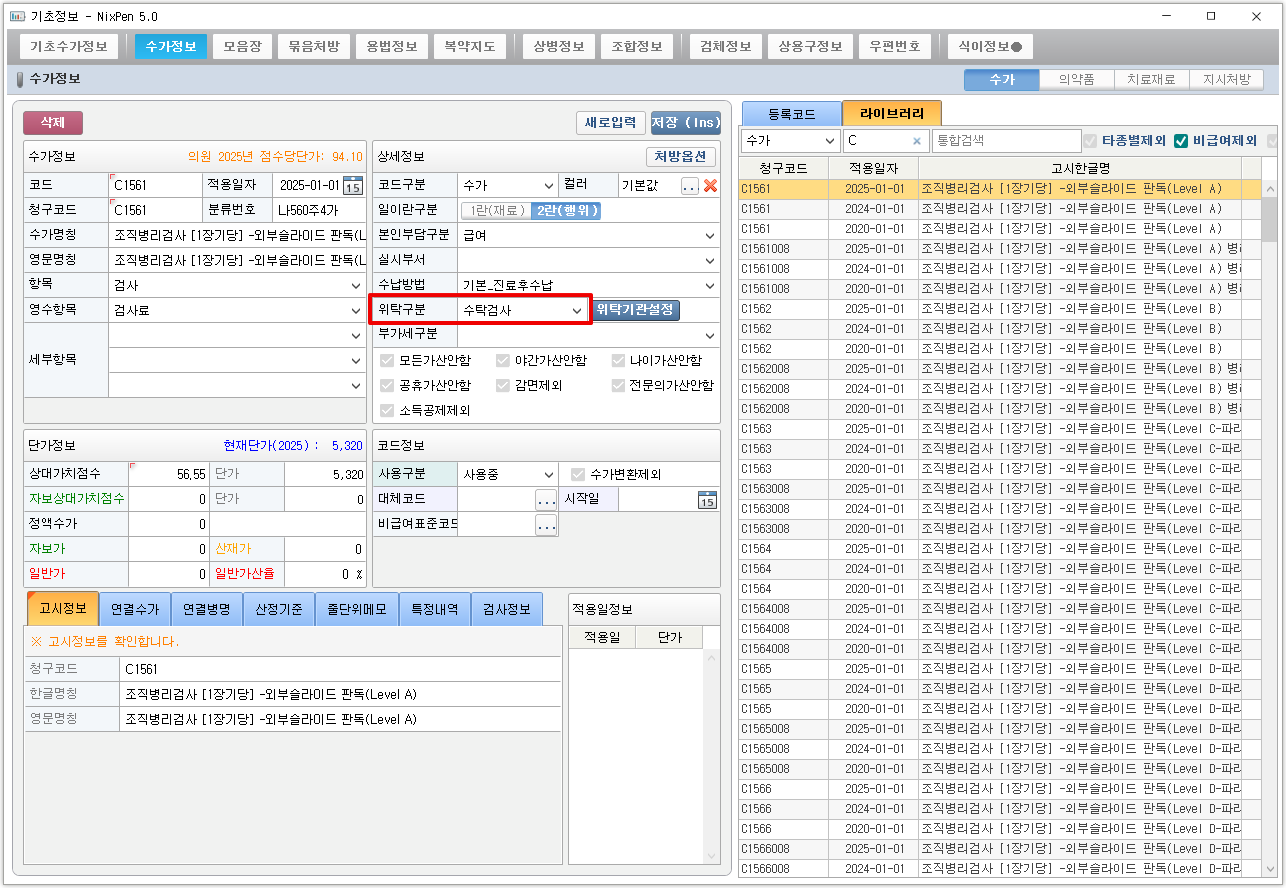 기초정보 - NixPen 5.0
기초수가정보 수가정보 모음장 묶음처방 용법정보 복약지도 상병정보 조합정보 검체정보 상용구정보 우편번호 식이정보●
수가정보
수가 의약품 치료재료 지시처방
삭제 새로입력 저장 (Ins)
수가정보 의원 2025년 점수당단가: 94.10
코드 C1561 적용일자 2025-01-01 15
청구코드 C1561 분류번호 나560주4가
수가명칭 조직병리검사 [1장기당] -외부슬라이드 판독(L
영문명칭 조직병리검사 [1장기당] -외부슬라이드 판독(L
항목 검사
영수항목 검사료
세부항목
상세정보 처방옵션
코드구분 수가 컬러 기본값 ..
일이란구분 1란(재료) 2란(행위)
본인부담구분 급여
실시부서
수납방법 기본_진료후수납
위탁구분 수탁검사 위탁기관설정
부가세구분
모든가산안함 야간가산안함 나이가산안함
공휴가산안함 감면제외 전문의가산안함
소득공제제외
단가정보 현재단가(2025) : 5,320
상대가치점수 56,55 단가 5,320
자보상대가치점수 0 단가 0
정액수가 0
자보가 0 산재가 0
일반가 0 일반가산율 0 %
코드정보
사용구분 사용중 수가변환제외
대체코드 ... 시작일 15
비급여표준코드 ...
고시정보 연결수가 연결병명 산정기준 줄단위메모 특정내역 검사정보
※ 고시정보를 확인합니다.
청구코드 C1561
한글명칭 조직병리검사 [1장기당] -외부슬라이드 판독(Level A)
영문명칭 조직병리검사 [1장기당] -외부슬라이드 판독(Level A)
적용일정보
적용일 단가
등록코드 라이브러리
수가 C × 통합검색 타종별제외 비급여제외
청구코드 적용일자 고시한글명
C1561 2025-01-01 조직병리검사 [1장기당] -외부슬라이드 판독(Level A)
C1561 2024-01-01 조직병리검사 [1장기당] -외부슬라이드 판독(Level A)
C1561 2020-01-01 조직병리검사 [1장기당] -외부슬라이드 판독(Level A)
C1561008 2025-01-01 조직병리검사 [1장기당] -외부슬라이드 판독(Level A) 병리
C1561008 2024-01-01 조직병리검사 [1장기당] -외부슬라이드 판독(Level A) 병리
C1561008 2020-01-01 조직병리검사 [1장기당] -외부슬라이드 판독(Level A) 병리
C1562 2025-01-01 조직병리검사 [1장기당] -외부슬라이드 판독(Level B)
C1562 2024-01-01 조직병리검사 [1장기당] -외부슬라이드 판독(Level B)
C1562 2020-01-01 조직병리검사 [1장기당] -외부슬라이드 판독(Level B)
C1562008 2025-01-01 조직병리검사 [1장기당] -외부슬라이드 판독(Level B) 병리
C1562008 2024-01-01 조직병리검사 [1장기당] -외부슬라이드 판독(Level B) 병리
C1562008 2020-01-01 조직병리검사 [1장기당] -외부슬라이드 판독(Level B) 병리
C1563 2025-01-01 조직병리검사 [1장기당] -외부슬라이드 판독(Level C-파라
C1563 2024-01-01 조직병리검사 [1장기당] -외부슬라이드 판독(Level C-파라
C1563 2020-01-01 조직병리검사 [1장기당] -외부슬라이드 판독(Level C-파라
C1563008 2025-01-01 조직병리검사 [1장기당] -외부슬라이드 판독(Level C-파라
C1563008 2024-01-01 조직병리검사 [1장기당] -외부슬라이드 판독(Level C-파라
C1563008 2020-01-01 조직병리검사 [1장기당] -외부슬라이드 판독(Level C-파라
C1564 2025-01-01 조직병리검사 [1장기당] -외부슬라이드 판독(Level C-파라
C1564 2024-01-01 조직병리검사 [1장기당] -외부슬라이드 판독(Level C-파라
C1564 2020-01-01 조직병리검사 [1장기당] -외부슬라이드 판독(Level C-파라
C1564008 2025-01-01 조직병리검사 [1장기당] -외부슬라이드 판독(Level C-파라
C1564008 2024-01-01 조직병리검사 [1장기당] -외부슬라이드 판독(Level C-파라
C1564008 2020-01-01 조직병리검사 [1장기당] -외부슬라이드 판독(Level C-파라
C1565 2025-01-01 조직병리검사 [1장기당] -외부슬라이드 판독(Level D-파라
C1565 2024-01-01 조직병리검사 [1장기당] -외부슬라이드 판독(Level D-파라
C1565 2020-01-01 조직병리검사 [1장기당] -외부슬라이드 판독(Level D-파라
C1565008 2025-01-01 조직병리검사 [1장기당] -외부슬라이드 판독(Level D-파라
C1565008 2024-01-01 조직병리검사 [1장기당] -외부슬라이드 판독(Level D-파라
C1565008 2020-01-01 조직병리검사 [1장기당] -외부슬라이드 판독(Level D-파라
C1566 2025-01-01 조직병리검사 [1장기당] -외부슬라이드 판독(Level D-파라
C1566 2024-01-01 조직병리검사 [1장기당] -외부슬라이드 판독(Level D-파라
C1566 2020-01-01 조직병리검사 [1장기당] -외부슬라이드 판독(Level D-파라
C1566008 2025-01-01 조직병리검사 [1장기당] -외부슬라이드 판독(Level D-파라
C1566008 2024-01-01 조직병리검사 [1장기당] -외부슬라이드 판독(Level D-파라